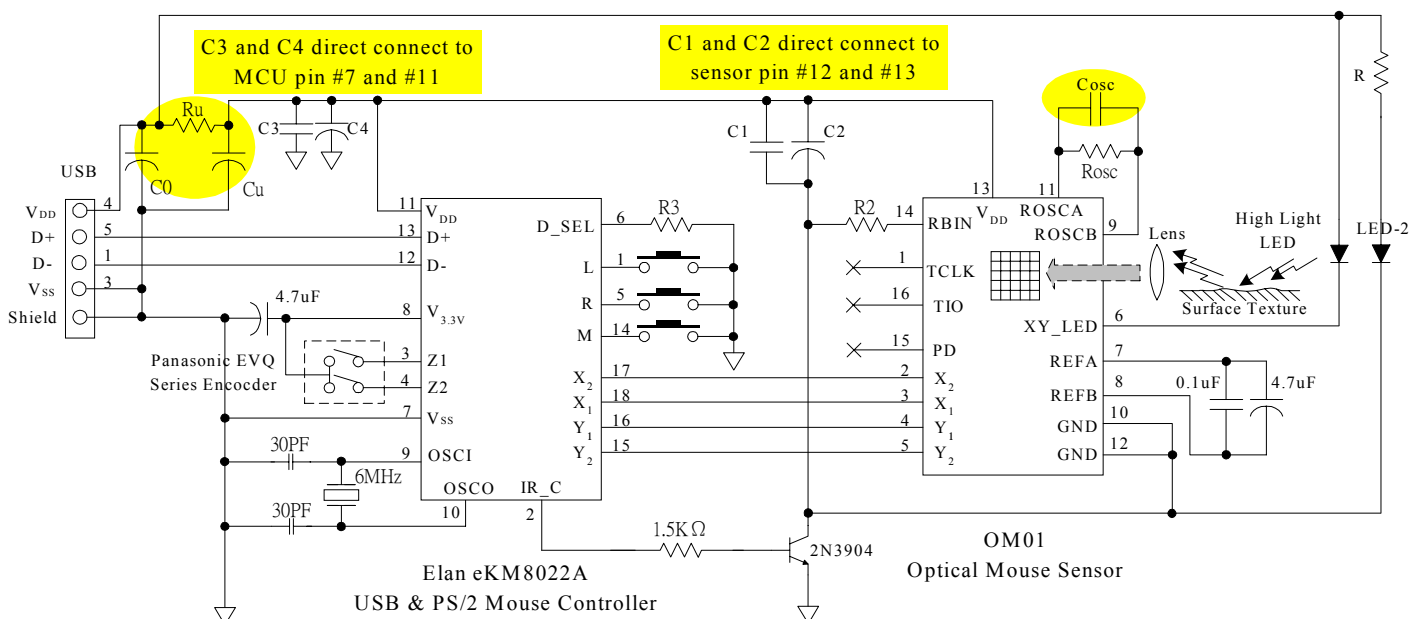 C3 and C4 direct connect to
MCU pin #7 and #11
C1 and C2 direct connect to
sensor pin #12 and #13
Ru
C0
Cu
C3
C4
C1
C2
Cosc
Rosc
R
USB
VDD 4
D+ 5
D- 1
Vss 3
Shield
4.7uF
Panasonic EVQ
Series Encocder
30PF
6MHz
30PF
11 VDD
13 D+
12 D-
8 V3.3V
3 Z1
4 Z2
7 Vss
9 OSCI
OSCO
10
IR_C
2
D_SEL 6
R3
L 1
R 5
M 14
X2 17
X1 18
Y1 16
Y2 15
1.5KΩ
2N3904
R2
14 RBIN
1 TCLK
16 TIO
15 PD
2 X2
3 X1
4 Y1
5 Y2
13
VDD
11
ROSCA
ROSCB 9
XY_LED 6
REFA 7
REFB 8
GND 10
GND 12
0.1uF
4.7uF
Lens
High Light
LED
LED-2
Surface Texture
Elan eKM8022A
USB & PS/2 Mouse Controller
OM01
Optical Mouse Sensor